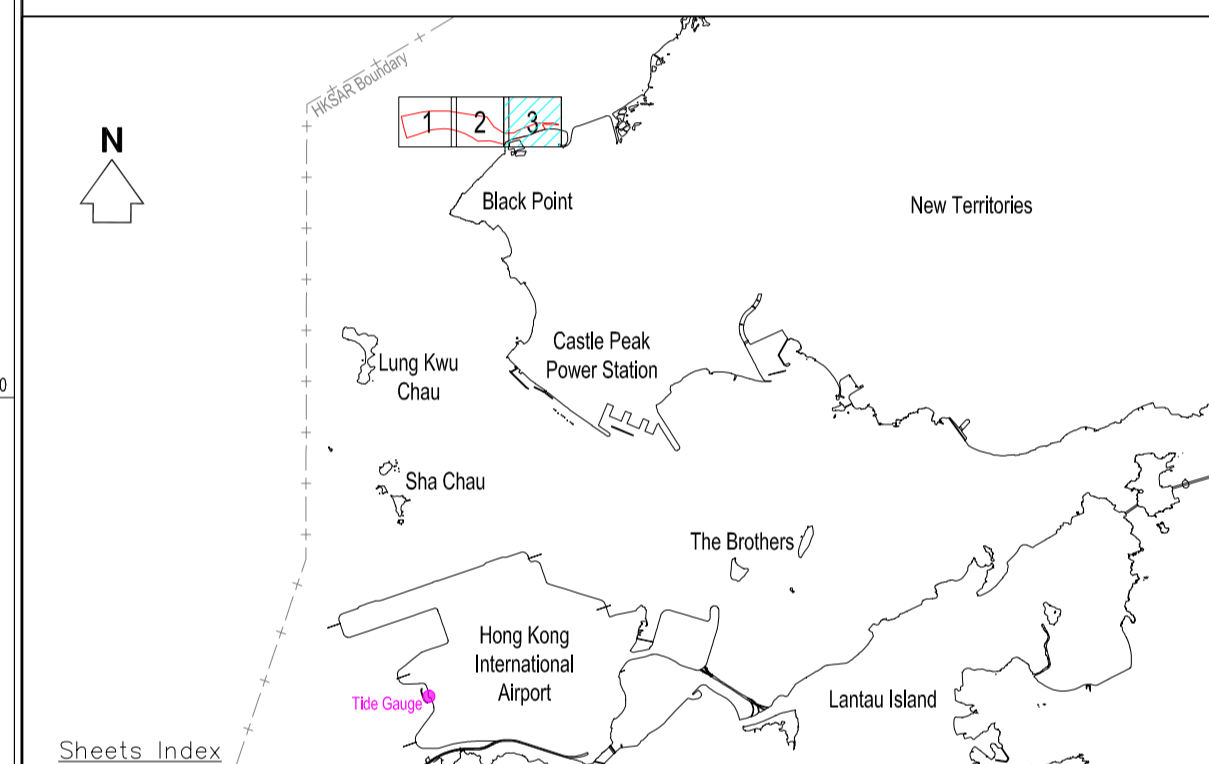 HKSAR Boundary
N
1 2 3
Black Point
New Territories
Castle Peak
Power Station
Lung Kwu
Chau
0
Sha Chau
The Brothers
Hong Kong
International
Airport
Tide Gauge
Lantau Island
Sheets Index